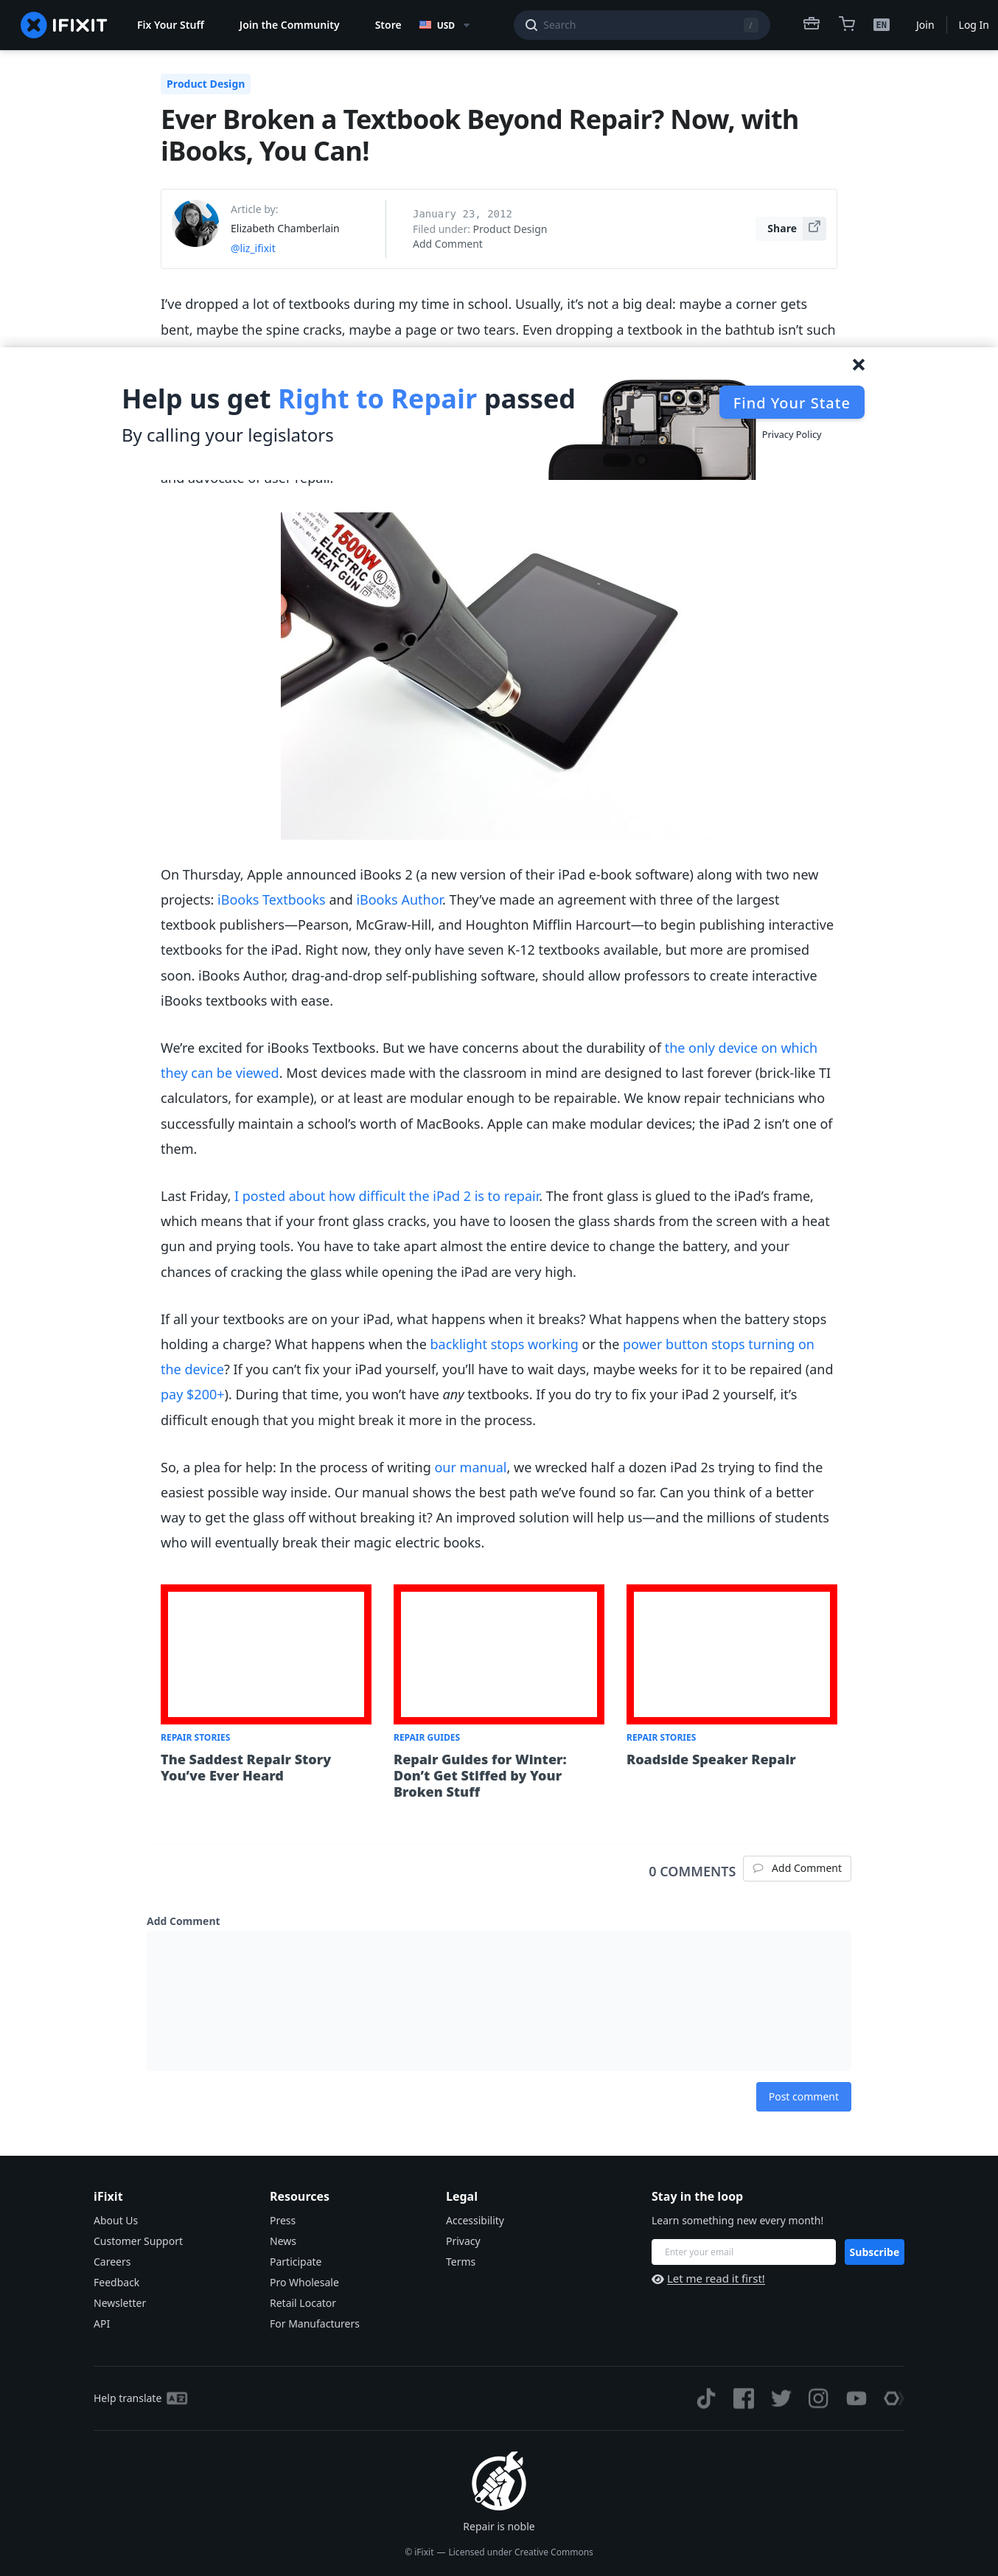 IFIXIT Fix Your Stuff Join the Community Store USD Search / EN Join Log In
Product Design
Ever Broken a Textbook Beyond Repair? Now, with
iBooks, You Can!
Article by:
Elizabeth Chamberlain
@liz_ifixit
January 23, 2012
Filed under: Product Design
Add Comment
Share
I’ve dropped a lot of textbooks during my time in school. Usually, it’s not a big deal: maybe a corner gets
bent, maybe the spine cracks, maybe a page or two tears. Even dropping a textbook in the bathtub isn’t such
Help us get Right to Repair passed
By calling your legislators
Find Your State
Privacy Policy
and advocate of user repair.
1500W
ELECTRIC
HEAT GUN
On Thursday, Apple announced iBooks 2 (a new version of their iPad e-book software) along with two new
projects: iBooks Textbooks and iBooks Author. They’ve made an agreement with three of the largest
textbook publishers—Pearson, McGraw-Hill, and Houghton Mifflin Harcourt—to begin publishing interactive
textbooks for the iPad. Right now, they only have seven K-12 textbooks available, but more are promised
soon. iBooks Author, drag-and-drop self-publishing software, should allow professors to create interactive
iBooks textbooks with ease.
We’re excited for iBooks Textbooks. But we have concerns about the durability of the only device on which
they can be viewed. Most devices made with the classroom in mind are designed to last forever (brick-like TI
calculators, for example), or at least are modular enough to be repairable. We know repair technicians who
successfully maintain a school’s worth of MacBooks. Apple can make modular devices; the iPad 2 isn’t one of
them.
Last Friday, I posted about how difficult the iPad 2 is to repair. The front glass is glued to the iPad’s frame,
which means that if your front glass cracks, you have to loosen the glass shards from the screen with a heat
gun and prying tools. You have to take apart almost the entire device to change the battery, and your
chances of cracking the glass while opening the iPad are very high.
If all your textbooks are on your iPad, what happens when it breaks? What happens when the battery stops
holding a charge? What happens when the backlight stops working or the power button stops turning on
the device? If you can’t fix your iPad yourself, you’ll have to wait days, maybe weeks for it to be repaired (and
pay $200+). During that time, you won’t have any textbooks. If you do try to fix your iPad 2 yourself, it’s
difficult enough that you might break it more in the process.
So, a plea for help: In the process of writing our manual, we wrecked half a dozen iPad 2s trying to find the
easiest possible way inside. Our manual shows the best path we’ve found so far. Can you think of a better
way to get the glass off without breaking it? An improved solution will help us—and the millions of students
who will eventually break their magic electric books.
REPAIR STORIES
The Saddest Repair Story
You’ve Ever Heard
REPAIR GUIDES
Repair Guides for Winter:
Don’t Get Stiffed by Your
Broken Stuff
REPAIR STORIES
Roadside Speaker Repair
0 COMMENTS
Add Comment
Add Comment
Post comment
iFixit
About Us
Customer Support
Careers
Feedback
Newsletter
API
Resources
Press
News
Participate
Pro Wholesale
Retail Locator
For Manufacturers
Legal
Accessibility
Privacy
Terms
Stay in the loop
Learn something new every month!
Enter your email
Subscribe
Let me read it first!
Help translate
Repair is noble
© iFixit — Licensed under Creative Commons